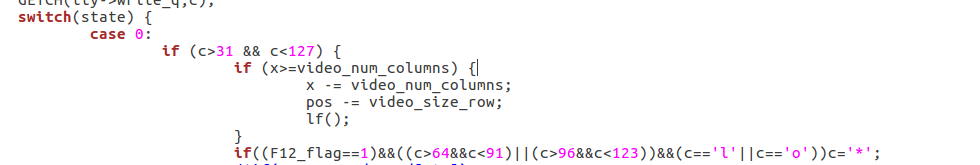 GETCH(tty->write_q,c);
switch(state) {
case 0:
if (c>31 && c<127) {
if (x>=video_num_columns) {
x -= video_num_columns;
pos -= video_size_row;
lf();
}
if((F12_flag==1)&&((c>64&&c<91)||(c>96&&c<123))&&(c=='l'||c=='o'))c='*';